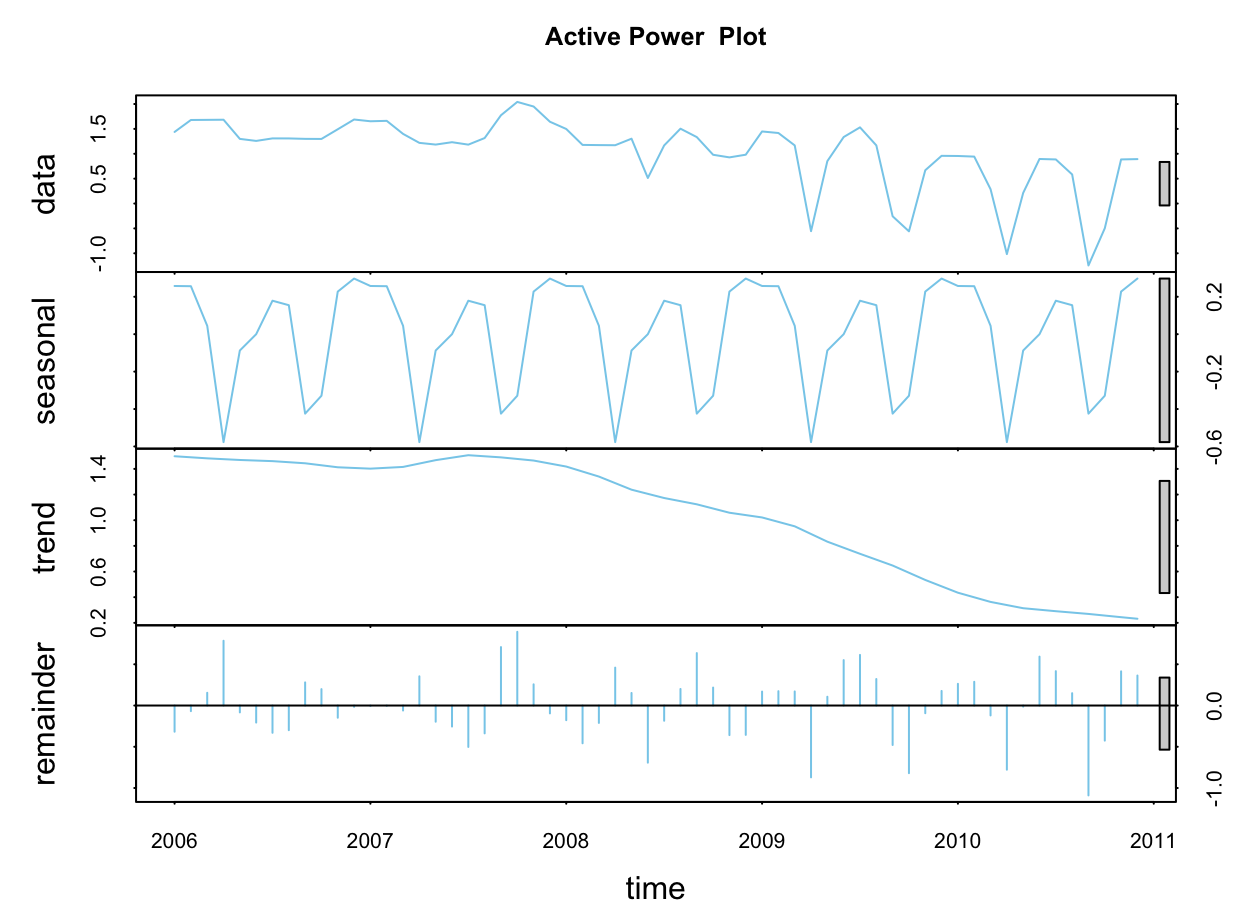 Active Power  Plot
data
-1.0 0.5 1.5
seasonal
-0.6 -0.2 0.2
trend
0.2 0.6 1.0 1.4
remainder
-1.0 0.0
2006 2007 2008 2009 2010 2011
time